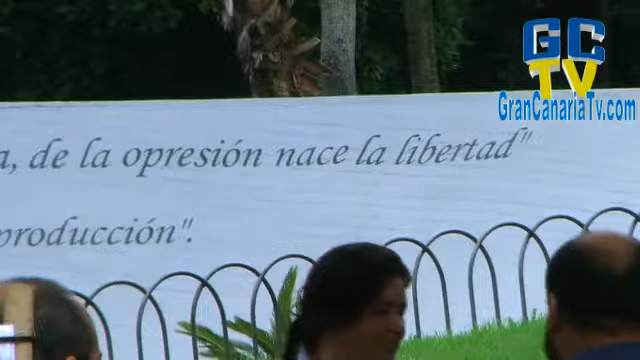 GC
TV
GranCanariaTv.com
, de la opresión nace la libertad"
producción".